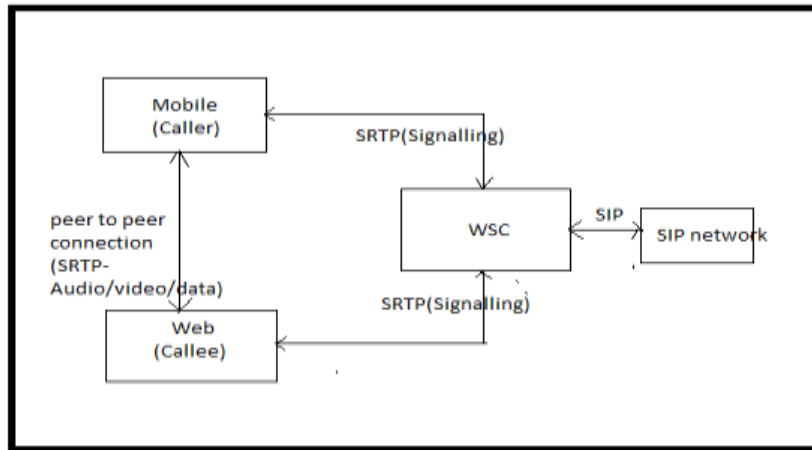 Mobile
(Caller)
SRTP(Signalling)
peer to peer
connection
(SRTP-
Audio/video/data)
WSC
SIP
SIP network
SRTP(Signalling)
Web
(Callee)